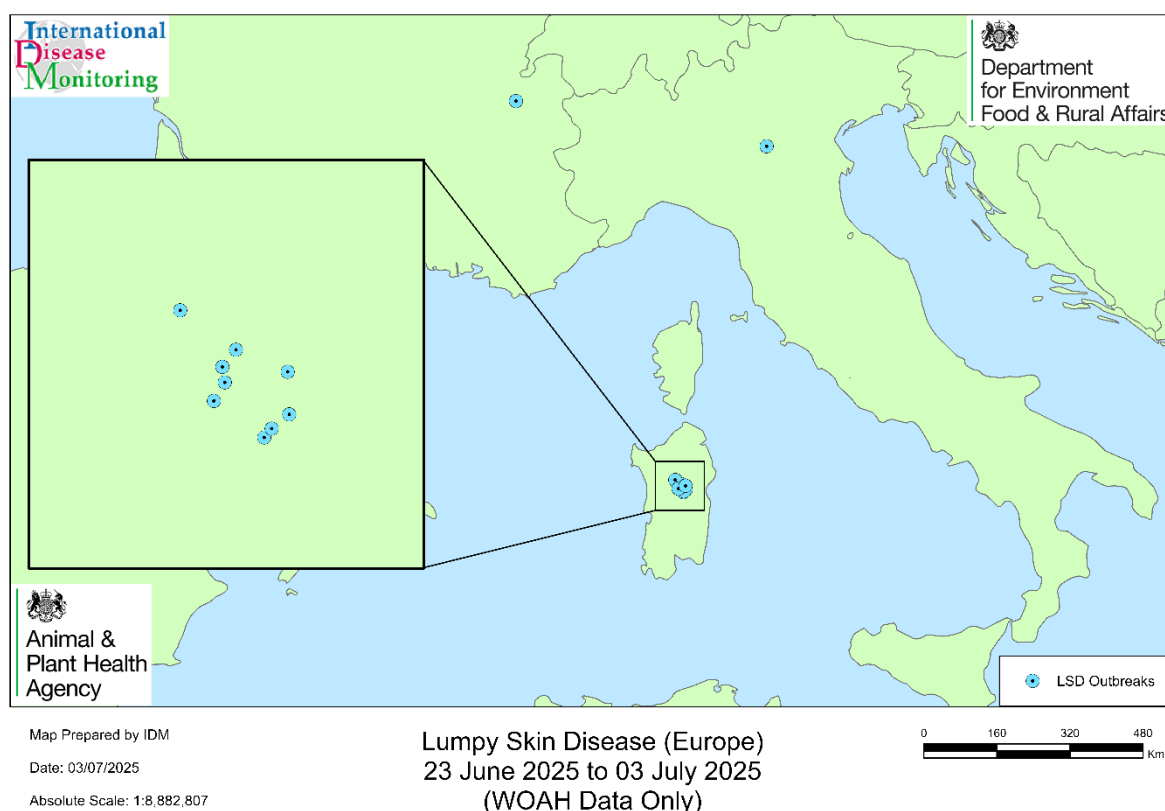 International
Disease
Monitoring
Department
for Environment
Food & Rural Affairs
Animal &
Plant Health
Agency
LSD Outbreaks
Map Prepared by IDM
Date: 03/07/2025
Absolute Scale: 1:8,882,807
Lumpy Skin Disease (Europe)
23 June 2025 to 03 July 2025
(WOAH Data Only)
0 160 320 480
Km